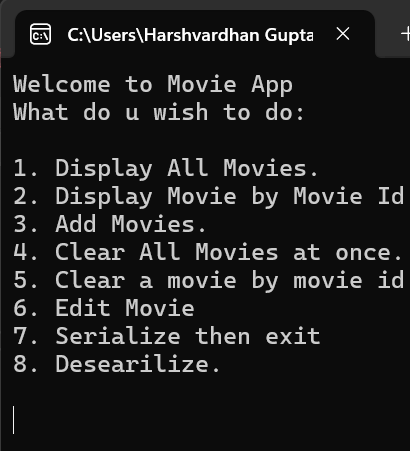 C:\Users\Harshvardhan Gupta
Welcome to Movie App
What do u wish to do:
1. Display All Movies.
2. Display Movie by Movie Id
3. Add Movies.
4. Clear All Movies at once.
5. Clear a movie by movie id
6. Edit Movie
7. Serialize then exit
8. Desearilize.